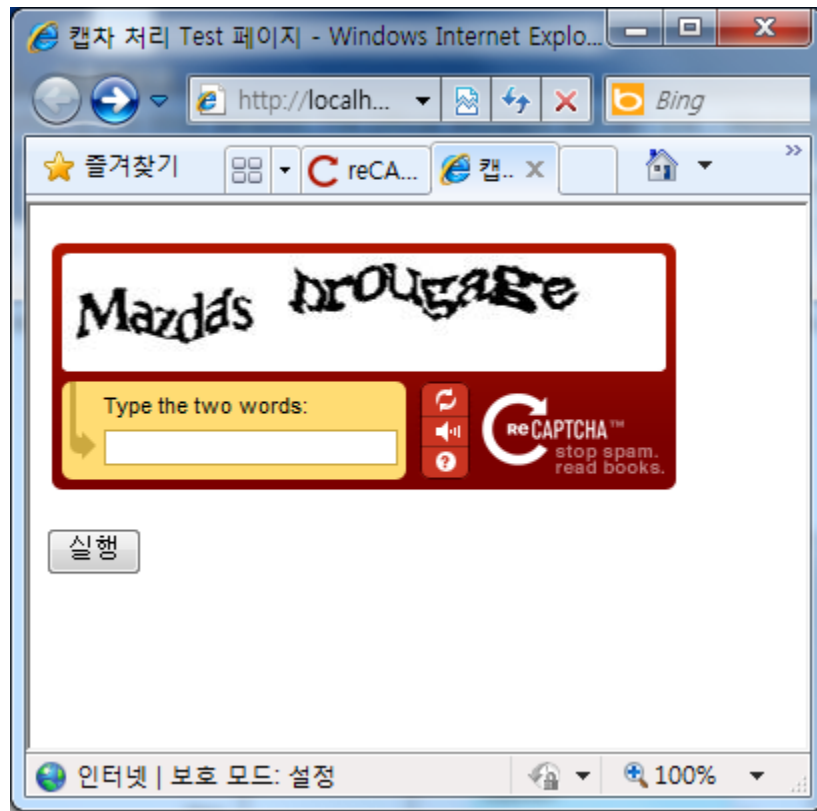 캡차 처리 Test 페이지 - Windows Internet Explo...
http://localh...
Bing
즐겨찾기
reCA...
캡..
Mazda's
Type the two words:
reCAPTCHA™
stop spam.
read books.
실행
인터넷 | 보호 모드: 설정
100%